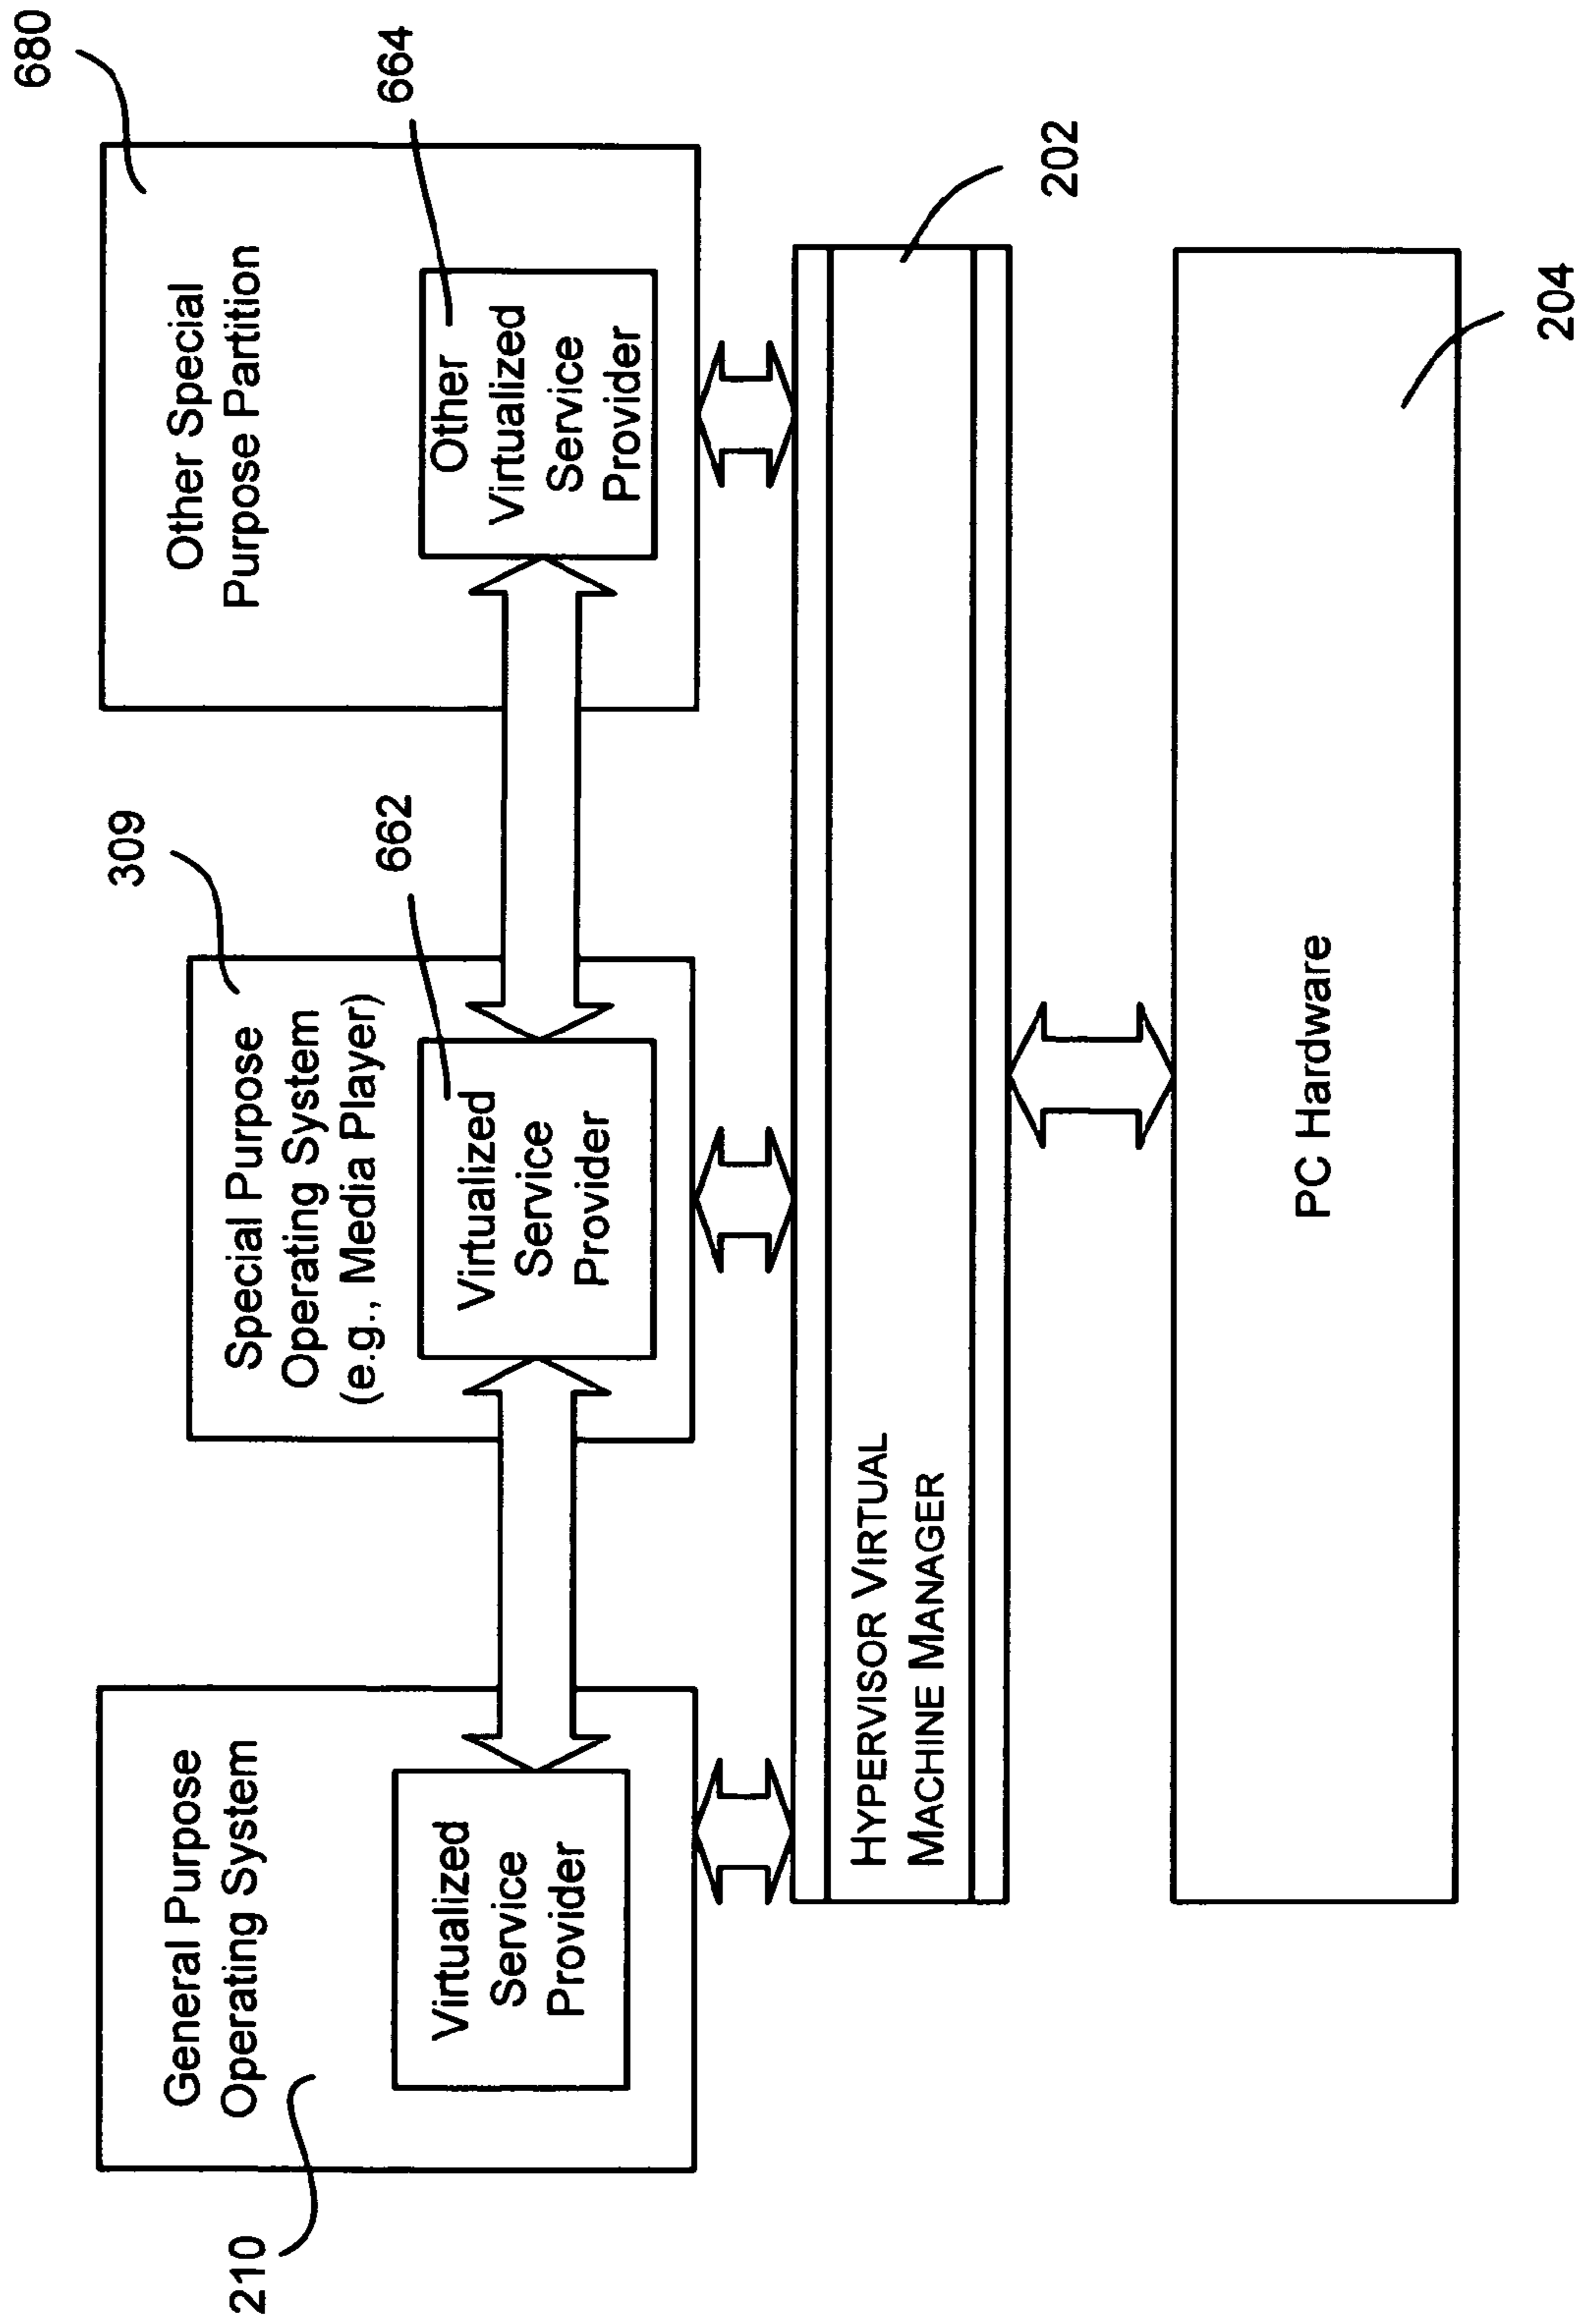 680
664
Other Special
Purpose Partition
Other
Virtualized
Service
Provider
309
662
Special Purpose
Operating System
(e.g., Media Player)
Virtualized
Service
Provider
210
General Purpose
Operating System
Virtualized
Service
Provider
202
HYPERVISOR VIRTUAL
MACHINE MANAGER
204
PC Hardware